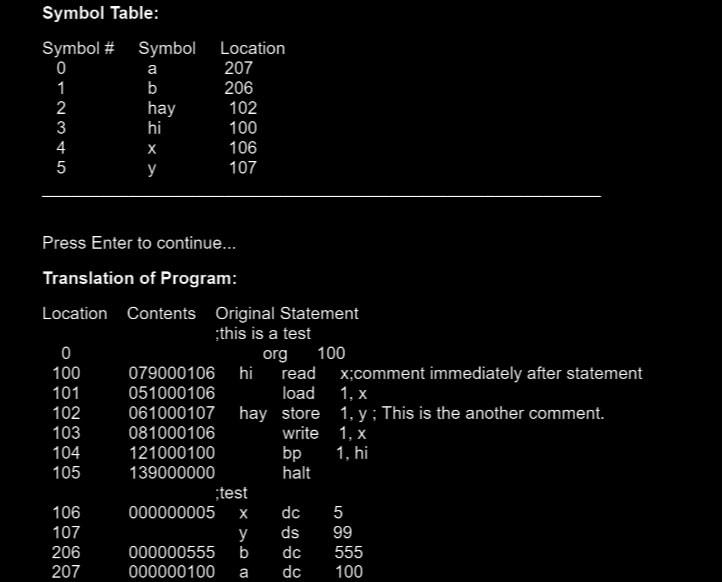 Symbol Table:
Symbol # Symbol Location
0 a 207
1 b 206
2 hay 102
3 hi 100
4 x 106
5 y 107
Press Enter to continue...
Translation of Program:
Location Contents Original Statement
;this is a test
0 org 100
100 079000106 hi read x;comment immediately after statement
101 051000106 load 1, x
102 061000107 hay store 1, y ; This is the another comment.
103 081000106 write 1, x
104 121000100 bp 1, hi
105 139000000 halt
;test
106 000000005 x dc 5
107 y ds 99
206 000000555 b dc 555
207 000000100 a dc 100